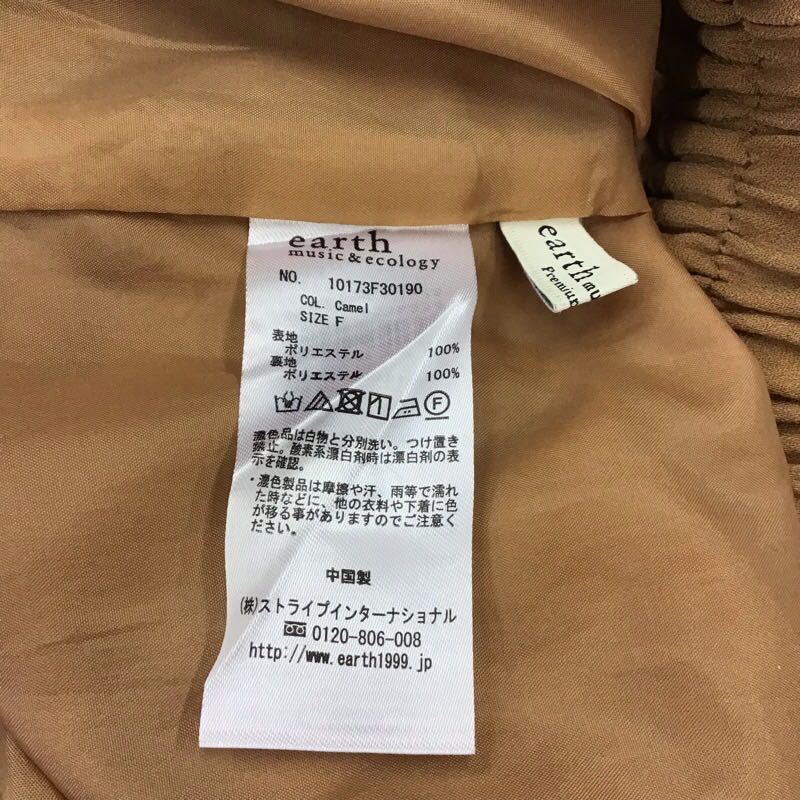 earth
music&ecology
NO. 10173F30190
COL. Camel
SIZE F
表地
ポリエステル 100%
裏地
ポリエステル 100%
F
濃色品は白物と分別洗い。つけ置き
禁止。酸素系漂白剤時は漂白剤の表
示を確認。
・濃色製品は摩擦や汗、雨等で濡れ
た時などに、他の衣料や下着に色
が移る事がありますのでご注意く
ださい。
中国製
(株)ストライプインターナショナル
0120-806-008
http://www.earth1999.jp
earth mu
Premium